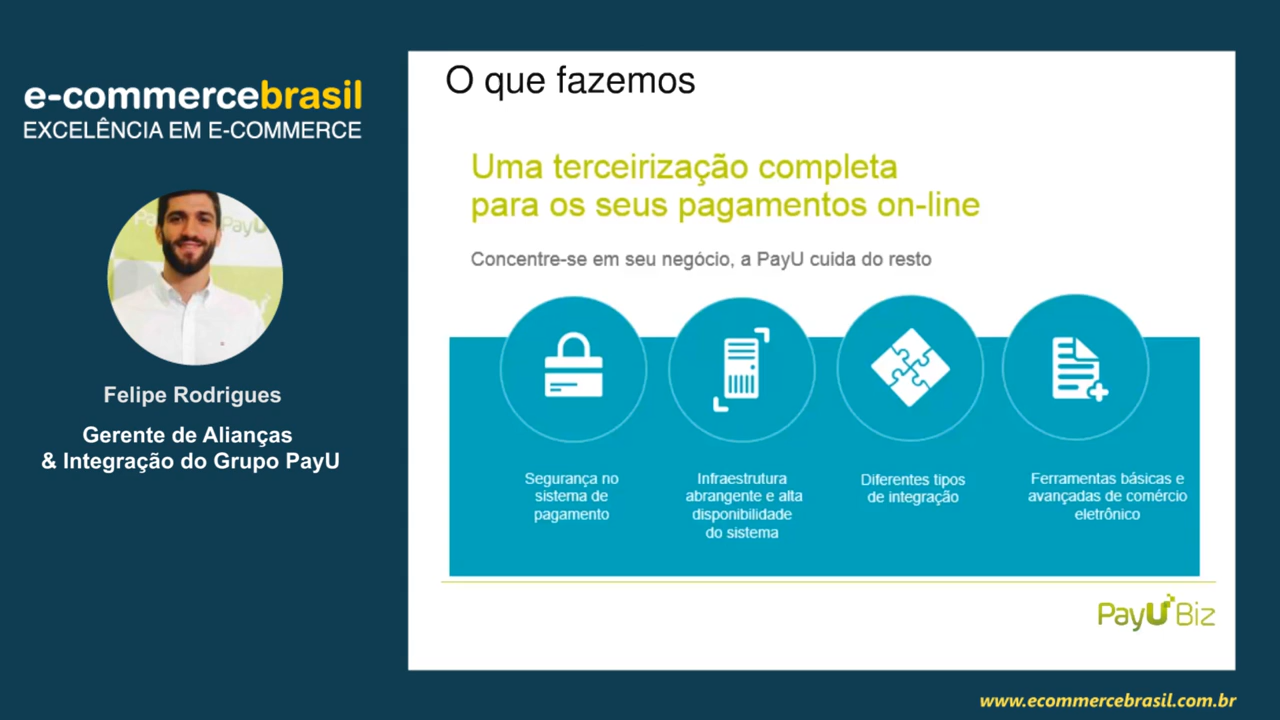 e-commercebrasil
EXCELÊNCIA EM E-COMMERCE
Felipe Rodrigues
Gerente de Alianças
& Integração do Grupo PayU
O que fazemos
Uma terceirização completa
para os seus pagamentos on-line
Concentre-se em seu negócio, a PayU cuida do resto
Segurança no
sistema de
pagamento
Infraestrutura
abrangente e alta
disponibilidade
do sistema
Diferentes tipos
de integração
Ferramentas básicas e
avançadas de comércio
eletrônico
PayU Biz
www.ecommercebrasil.com.br